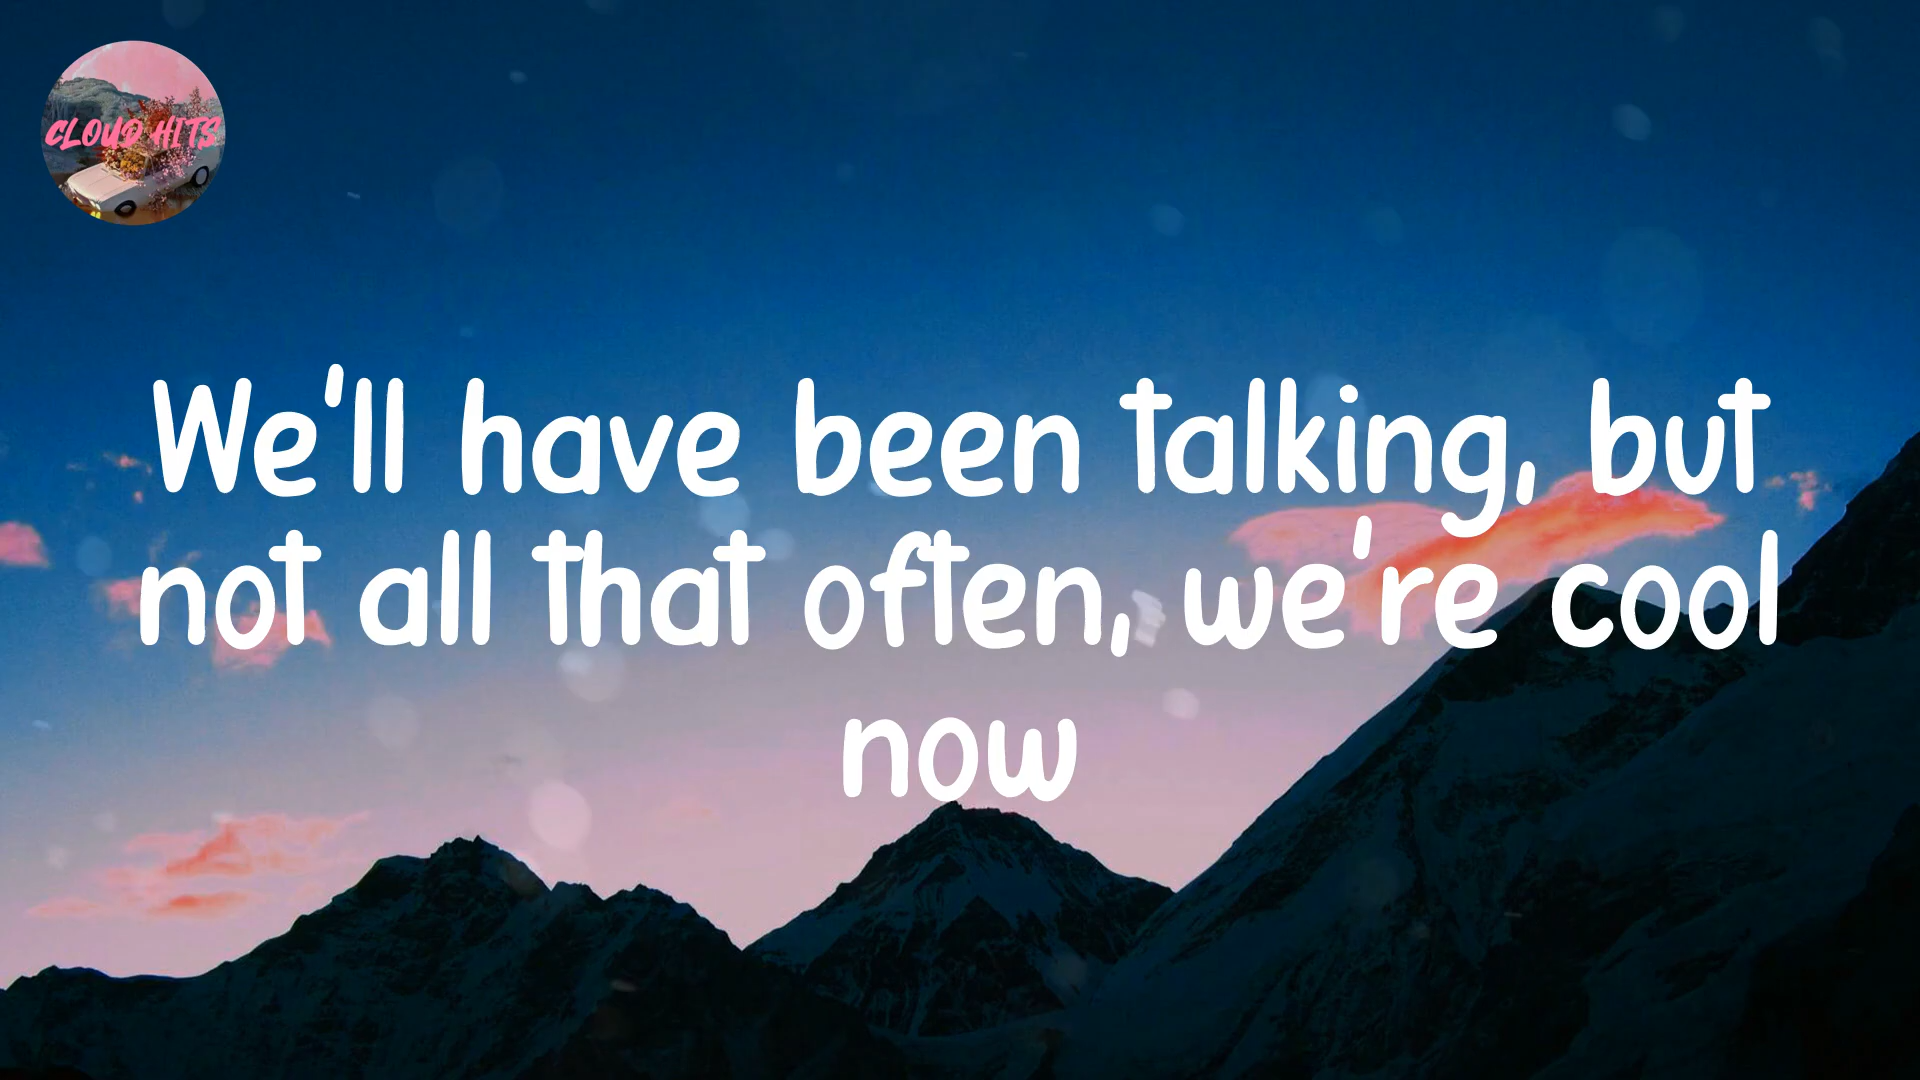 CLOUD HITS
We'll have been talking, but
not all that often, we're cool
now